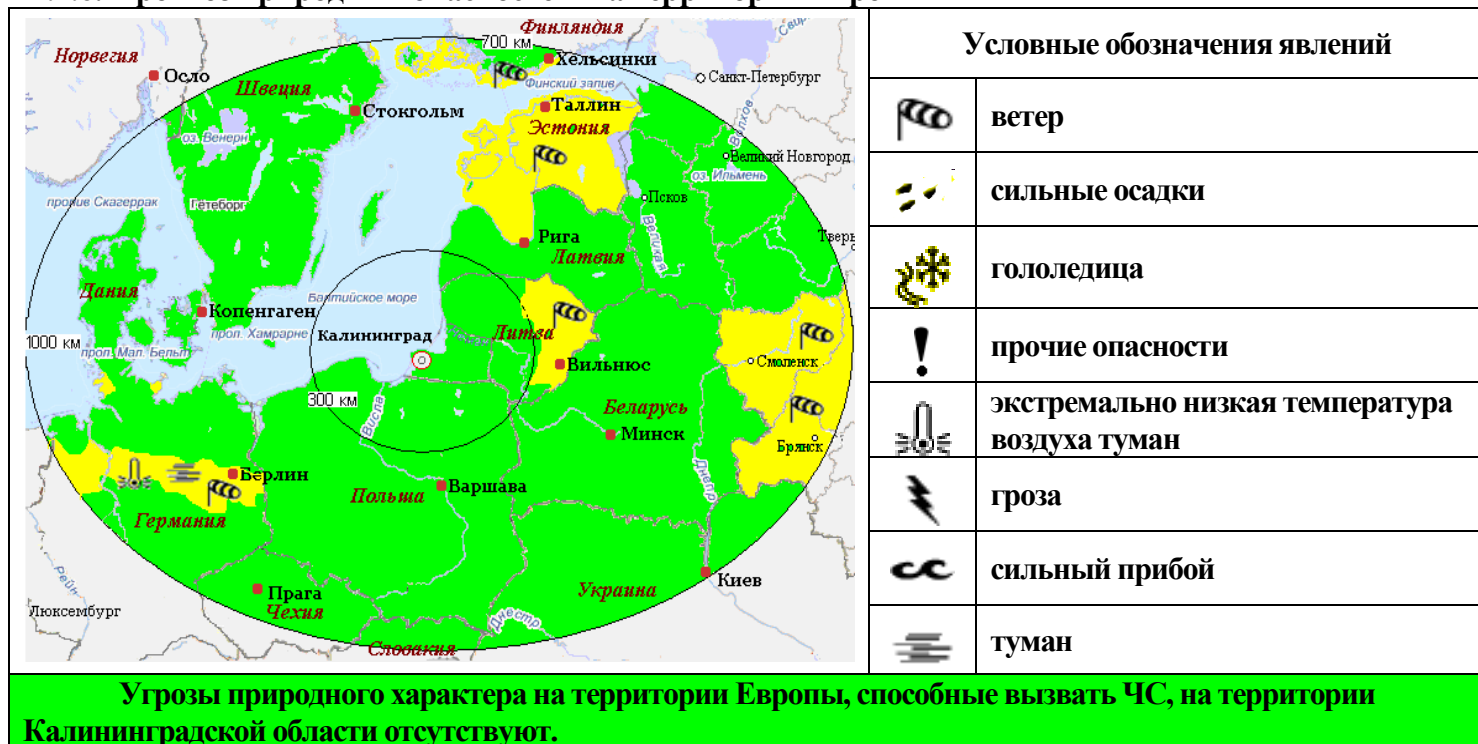 Финляндия
Норвегия
700 км
Хельсинки
Осло
Санкт-Петербург
Швеция
Финский залив
Стокгольм
Таллин
Эстония
Волхов
оз. Венерн
Великий Новгород
оз. Ильмень
Псков
пролив Скагеррак
Гетеборг
Великая
Рига
Тверь
Латвия
Дания
Балтийское море
Копенгаген
Литва
прол. Хамрарне
Калининград
1000 км
прол. Мал. Бельт
Смоленск
Вильнюс
300 км
Висла
Беларусь
Минск
Брянск
Берлин
Днепр
Варшава
Польша
Германия
Рейн
Киев
Украина
Прага
Люксембург
Чехия
Днестр
Словакия
Условные обозначения явлений
ветер
сильные осадки
гололедица
прочие опасности
экстремально низкая температура
воздуха туман
гроза
сильный прибой
туман
Угрозы природного характера на территории Европы, способные вызвать ЧС, на территории
Калининградской области отсутствуют.